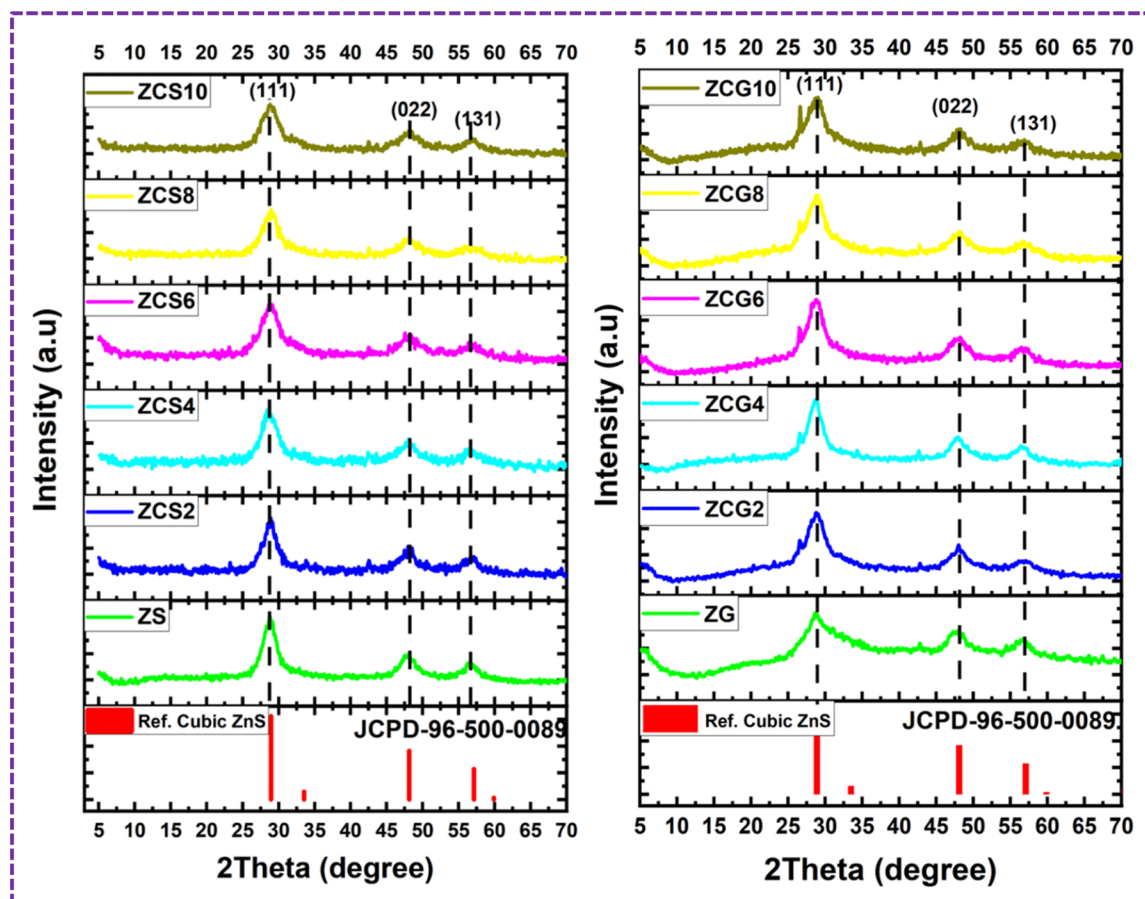 5 10 15 20 25 30 35 40 45 50 55 60 65 70
ZCS10
(111)
(022)
(131)
ZCS8
ZCS6
ZCS4
ZCS2
ZS
Ref. Cubic ZnS
JCPD-96-500-0089
5 10 15 20 25 30 35 40 45 50 55 60 65 70
2Theta (degree)
Intensity (a.u)
5 10 15 20 25 30 35 40 45 50 55 60 65 70
ZCG10
(111)
(022)
(131)
ZCG8
ZCG6
ZCG4
ZCG2
ZG
Ref. Cubic ZnS
JCPD-96-500-0089
5 10 15 20 25 30 35 40 45 50 55 60 65 70
2Theta (degree)
Intensity (a.u)